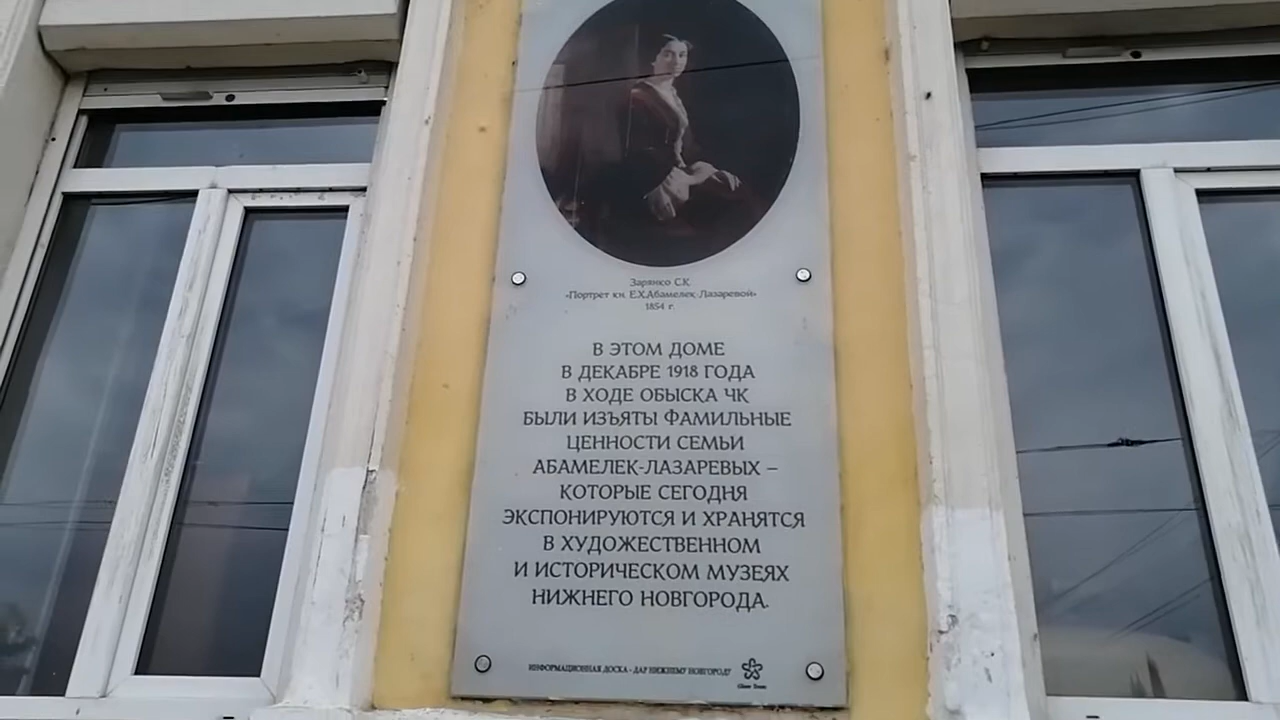 Зарянко С.К.
«Портрет кн. Е.Х.Абамелек-Лазаревой»
1854 г.
В ЭТОМ ДОМЕ
В ДЕКАБРЕ 1918 ГОДА
В ХОДЕ ОБЫСКА ЧК
БЫЛИ ИЗЪЯТЫ ФАМИЛЬНЫЕ
ЦЕННОСТИ СЕМЬИ
АБАМЕЛЕК-ЛАЗАРЕВЫХ –
КОТОРЫЕ СЕГОДНЯ
ЭКСПОНИРУЮТСЯ И ХРАНЯТСЯ
В ХУДОЖЕСТВЕННОМ
И ИСТОРИЧЕСКОМ МУЗЕЯХ
НИЖНЕГО НОВГОРОДА.
ИНФОРМАЦИОННАЯ ДОСКА - ДАР НИЖНЕМУ НОВГОРОДУ